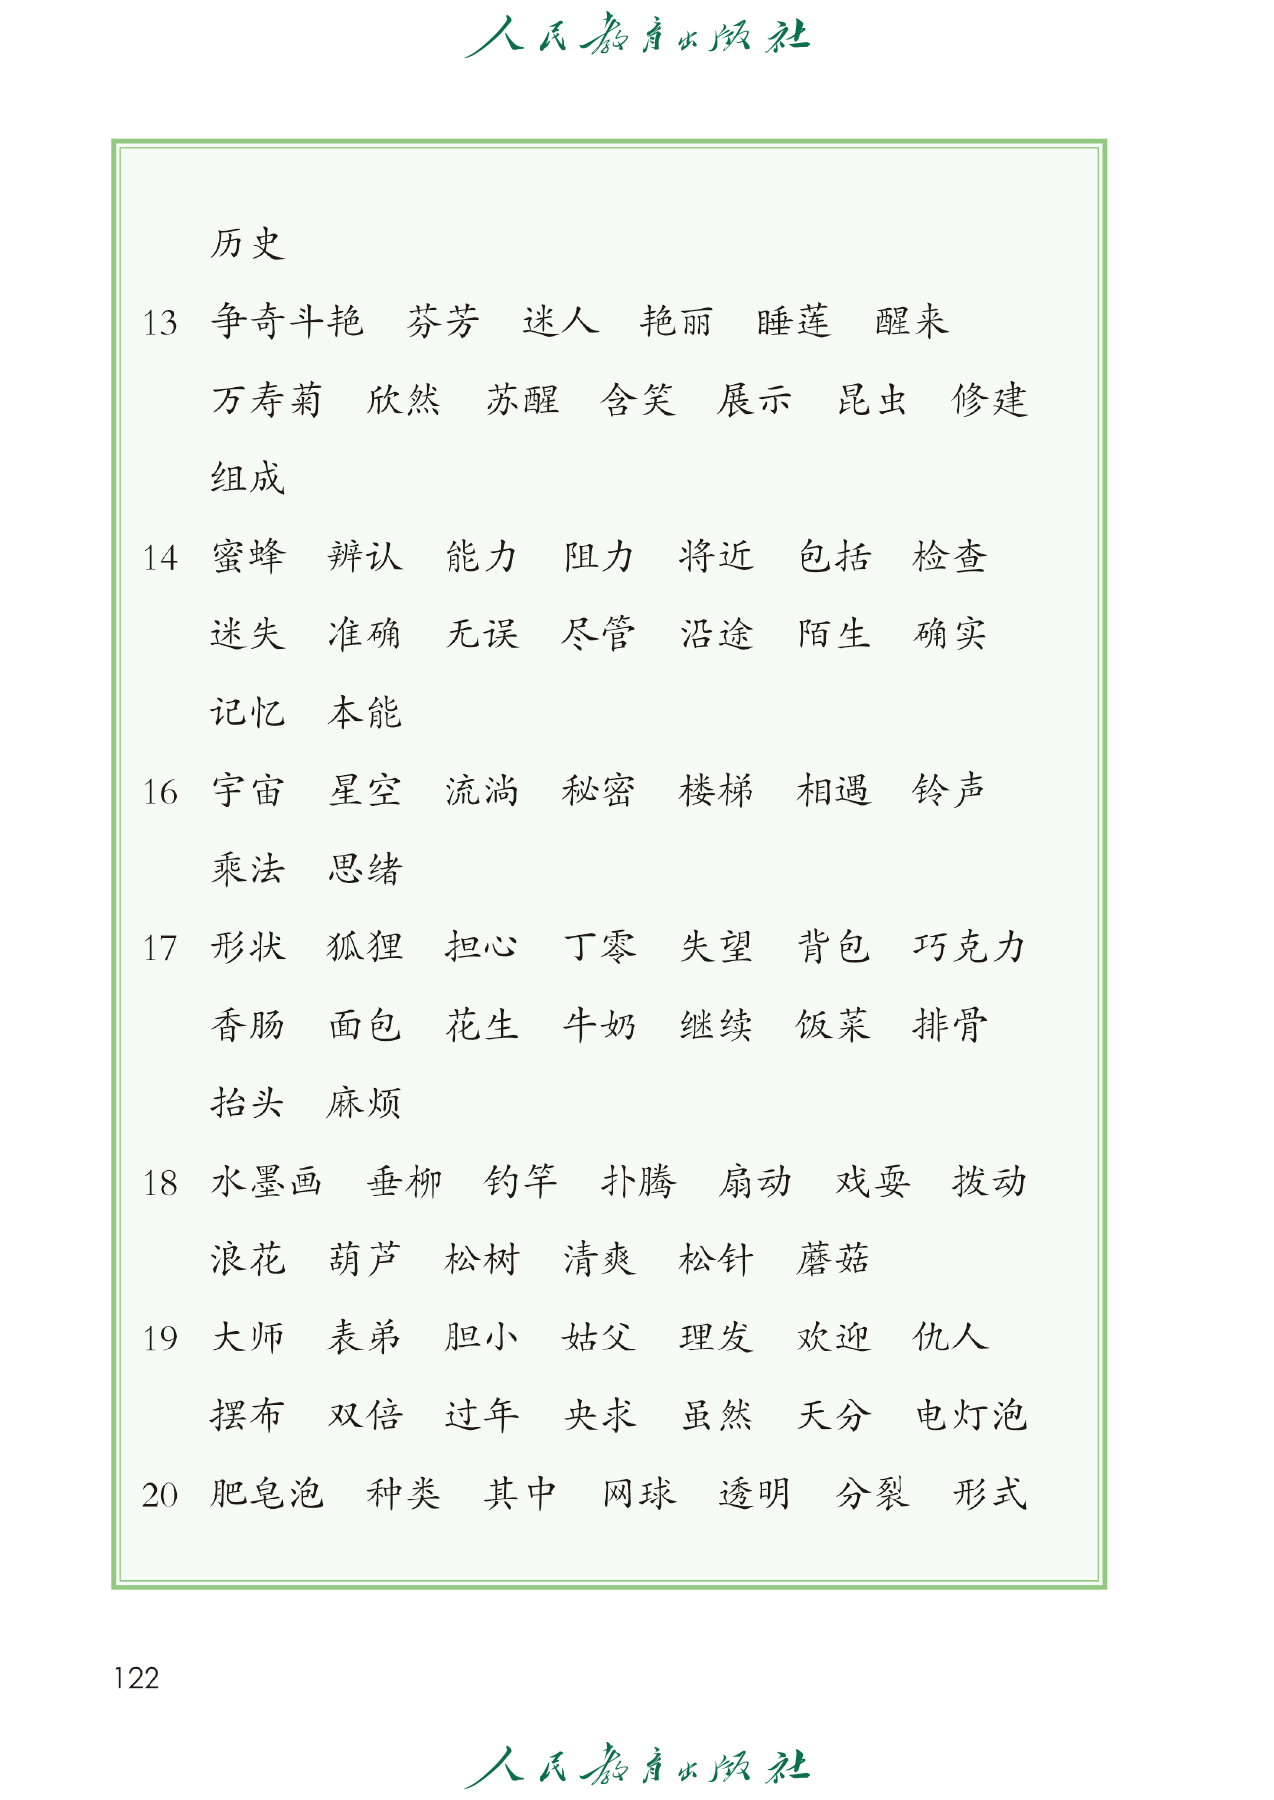 人民教育出版社
历史
13 争奇斗艳 芬芳 迷人 艳丽 睡莲 醒来
万寿菊 欣然 苏醒 含笑 展示 昆虫 修建
组成
14 蜜蜂 辨认 能力 阻力 将近 包括 检查
迷失 准确 无误 尽管 沿途 陌生 确实
记忆 本能
16 宇宙 星空 流淌 秘密 楼梯 相遇 铃声
乘法 思绪
17 形状 狐狸 担心 丁零 失望 背包 巧克力
香肠 面包 花生 牛奶 继续 饭菜 排骨
抬头 麻烦
18 水墨画 垂柳 钓竿 扑腾 扇动 戏耍 拨动
浪花 葫芦 松树 清爽 松针 蘑菇
19 大师 表弟 胆小 姑父 理发 欢迎 仇人
摆布 双倍 过年 央求 虽然 天分 电灯泡
20 肥皂泡 种类 其中 网球 透明 分裂 形式
122
人民教育出版社